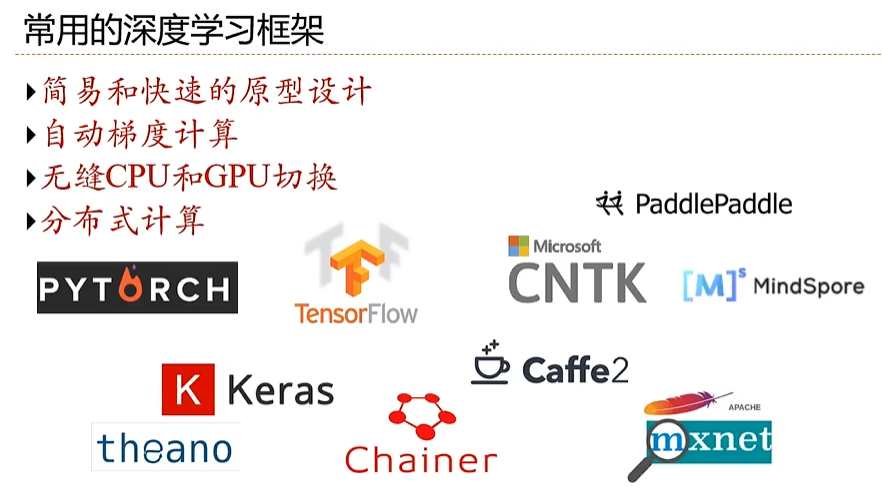 常用的深度学习框架
简易和快速的原型设计
自动梯度计算
无缝CPU和GPU切换
分布式计算
PaddlePaddle
PYTORCH
TensorFlow
Microsoft
CNTK
[M]s MindSpore
K Keras
Caffe2
theano
Chainer
APACHE
mxnet